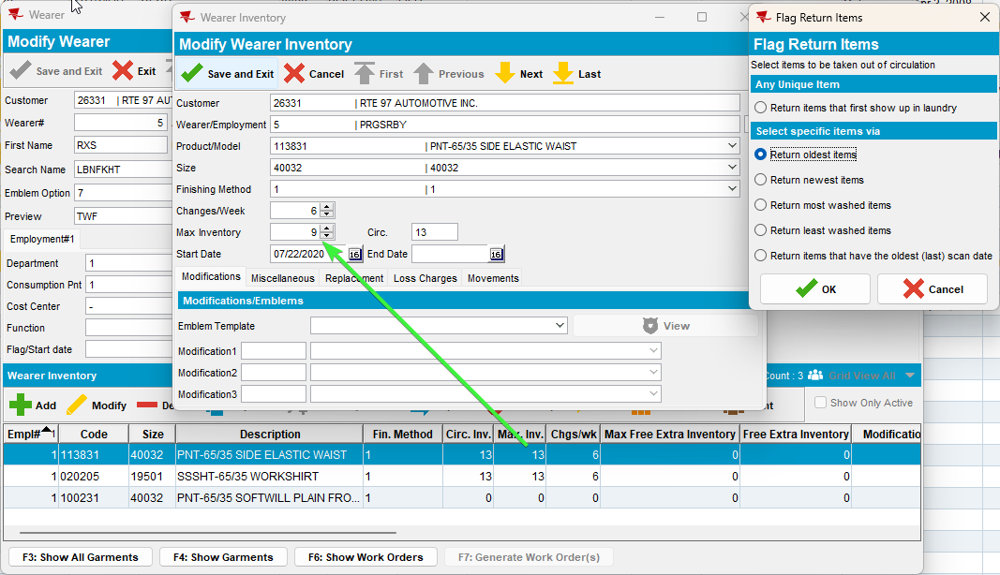 Wearer
Modify Wearer
Save and Exit
Exit
Customer
26331 | RTE 97
Wearer#
5
First Name
RXS
Search Name
LBNFKHT
Emblem Option
7
Preview
TWF
Employment#1
Department
1
Consumption Pnt
1
Cost Center
-
Function
Flag/Start date
Wearer Inventory
Modify Wearer Inventory
Save and Exit
Cancel
First
Previous
Next
Last
Customer
26331 | RTE 97 AUTOMOTIVE INC.
Wearer/Employment
5 | PRGSRBY
Product/Model
113831 | PNT-65/35 SIDE ELASTIC WAIST
Size
40032 | 40032
Finishing Method
1 | 1
Changes/Week
6
Max Inventory
9
Circ.
13
Start Date
07/22/2020
16
End Date
16
Modifications
Miscellaneous
Replacement
Loss Charges
Movements
Modifications/Emblems
Emblem Template
View
Modification1
Modification2
Modification3
Flag Return Items
Flag Return Items
Select items to be taken out of circulation
Any Unique Item
Return items that first show up in laundry
Select specific items via
Return oldest items
Return newest items
Return most washed items
Return least washed items
Return items that have the oldest (last) scan date
OK
Cancel
Wearer Inventory
Count : 3
Grid View All
Add
Modify
Show Only Active
Empl# 1 Code Size Description Fin. Method Circ. Inv. Max. Inv. Chgs/wk Max Free Extra Inventory Free Extra Inventory Modificatio
1 113831 40032 PNT-65/35 SIDE ELASTIC WAIST 1 13 13 6 0 0
1 020205 19501 SSSHT-65/35 WORKSHIRT 1 13 13 6 0 0
1 100231 40032 PNT-65/35 SOFTWILL PLAIN FRO... 1 0 0 0 0 0
F3: Show All Garments
F4: Show Garments
F6: Show Work Orders
F7: Generate Work Order(s)